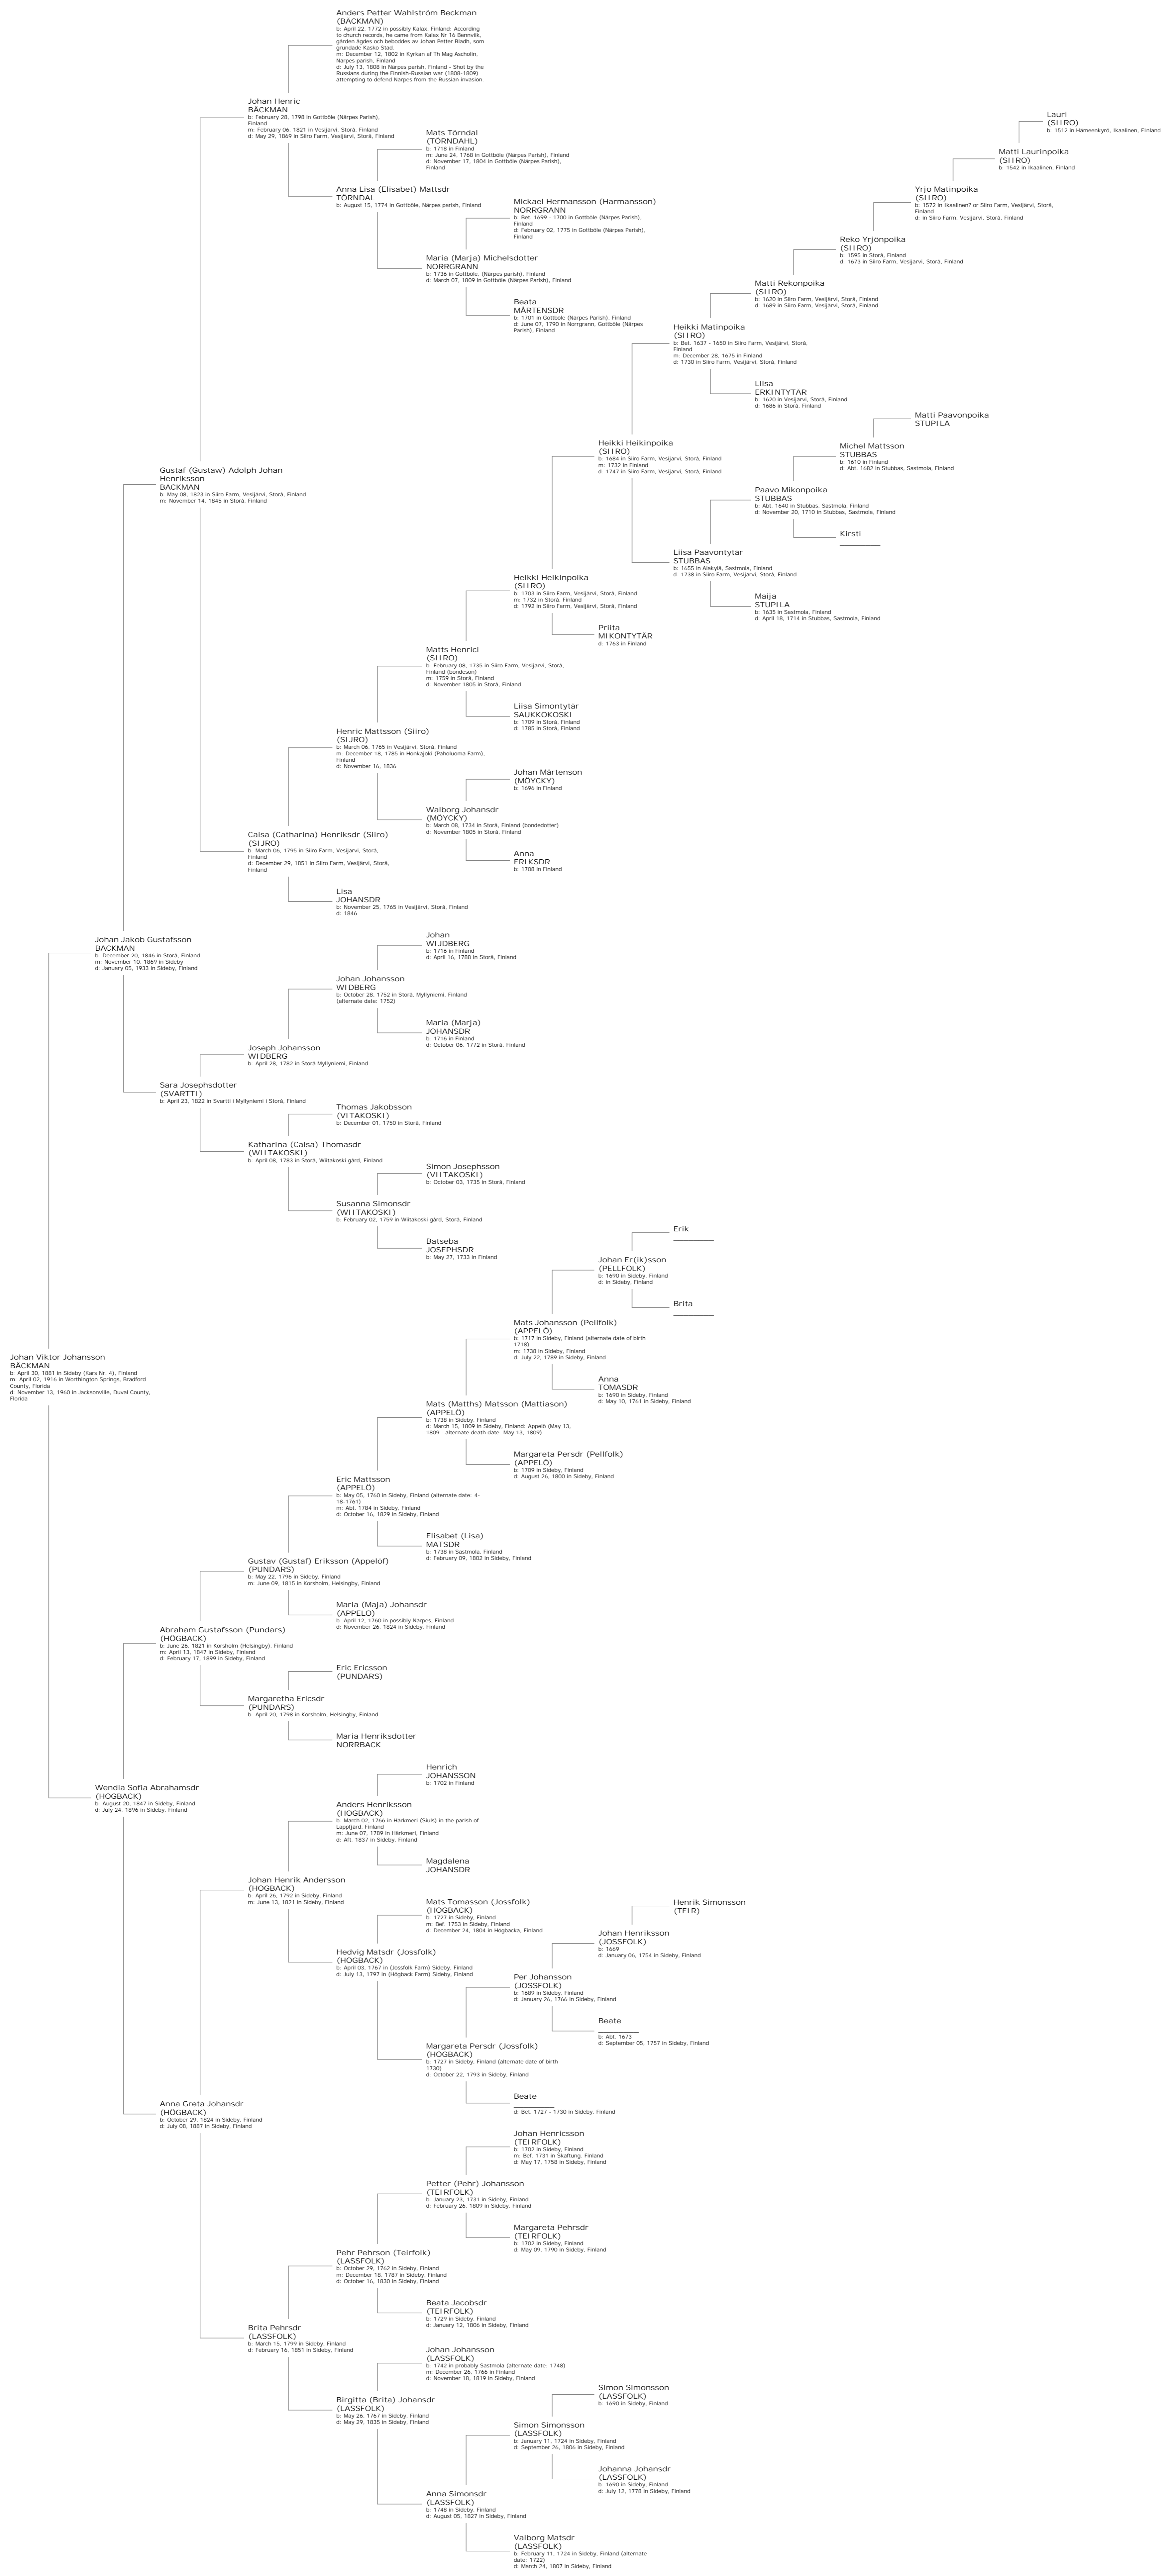 Anders Petter Wahlström Beckman
(BÄCKMAN)
b: April 22, 1772 in possibly Kalax, Finland; According
to church records, he came from Kalax Nr 16 Bennvik,
gården ägdes och beboddes av Johan Petter Bladh, som
grundade Kaskö Stad.
m: December 12, 1802 in Kyrkan af Th Mag Ascholin,
Närpes parish, Finland
d: July 13, 1808 in Närpes parish, Finland - Shot by the
Russians during the Finnish-Russian war (1808-1809)
attempting to defend Närpes from the Russian invasion.
Johan Henric
BÄCKMAN
b: February 28, 1798 in Gottböle (Närpes Parish),
Finland
m: February 06, 1821 in Vesijärvi, Storå, Finland
d: May 29, 1869 in Siiro Farm, Vesijärvi, Storå, Finland
Mats Törndal
(TÖRNDAHL)
b: 1718 in Finland
m: June 24, 1768 in Gottböle (Närpes Parish), Finland
d: November 17, 1804 in Gottböle (Närpes Parish),
Finland
Anna Lisa (Elisabet) Mattsdr
TÖRNDAL
b: August 15, 1774 in Gottböle, Närpes parish, Finland
Mickael Hermansson (Harmansson)
NORRGRANN
b: Bet. 1699 - 1700 in Gottböle (Närpes Parish),
Finland
d: February 02, 1775 in Gottböle (Närpes Parish),
Finland
Maria (Marja) Michelsdotter
NORRGRANN
b: 1736 in Gottböle, (Närpes parish), Finland
d: March 07, 1809 in Gottböle (Närpes Parish), Finland
Beata
MÅRTENSDR
b: 1701 in Gottböle (Närpes Parish), Finland
d: June 07, 1790 in Norrgrann, Gottböle (Närpes
Parish), Finland
Lauri
(SIIRO)
b: 1512 in Hämeenkyrö, Ikaalinen, Finland
Matti Laurinpoika
(SIIRO)
b: 1542 in Ikaalinen, Finland
Yrjö Matinpoika
(SIIRO)
b: 1572 in Ikaalinen? or Siiro Farm, Vesijärvi, Storå,
Finland
d: in Siiro Farm, Vesijärvi, Storå, Finland
Reko Yrjönpoika
(SIIRO)
b: 1595 in Storå, Finland
d: 1673 in Siiro Farm, Vesijärvi, Storå, Finland
Matti Rekonpoika
(SIIRO)
b: 1620 in Siiro Farm, Vesijärvi, Storå, Finland
d: 1689 in Siiro Farm, Vesijärvi, Storå, Finland
Heikki Matinpoika
(SIIRO)
b: Bet. 1637 - 1650 in Siiro Farm, Vesijärvi, Storå,
Finland
m: December 28, 1675 in Finland
d: 1730 in Siiro Farm, Vesijärvi, Storå, Finland
Liisa
ERKINTYTÄR
b: 1620 in Vesijärvi, Storå, Finland
d: 1686 in Storå, Finland
Matti Paavonpoika
STUPILA
Heikki Heikinpoika
(SIIRO)
b: 1684 in Siiro Farm, Vesijärvi, Storå, Finland
m: 1732 in Finland
d: 1747 in Siiro Farm, Vesijärvi, Storå, Finland
Michel Mattsson
STUBBAS
b: 1610 in Finland
d: Abt. 1682 in Stubbas, Sastmola, Finland
Paavo Mikonpoika
STUBBAS
b: Abt. 1640 in Stubbas, Sastmola, Finland
d: November 20, 1710 in Stubbas, Sastmola, Finland
Kirsti
Liisa Paavontytär
STUBBAS
b: 1655 in Alakylä, Sastmola, Finland
d: 1738 in Siiro Farm, Vesijärvi, Storå, Finland
Maija
STUPILA
b: 1635 in Sastmola, Finland
d: April 18, 1714 in Stubbas, Sastmola, Finland
Gustaf (Gustaw) Adolph Johan
Henriksson
BÄCKMAN
b: May 08, 1823 in Siiro Farm, Vesijärvi, Storå, Finland
m: November 14, 1845 in Storå, Finland
Heikki Heikinpoika
(SIIRO)
b: 1703 in Siiro Farm, Vesijärvi, Storå, Finland
m: 1732 in Storå, Finland
d: 1792 in Siiro Farm, Vesijärvi, Storå, Finland
Priita
MIKONTYTÄR
d: 1763 in Finland
Matts Henrici
(SIIRO)
b: February 08, 1735 in Siiro Farm, Vesijärvi, Storå,
Finland (bondeson)
m: 1759 in Storå, Finland
d: November 1805 in Storå, Finland
Liisa Simontytär
SAUKKOKOSKI
b: 1709 in Storå, Finland
d: 1785 in Storå, Finland
Henric Mattsson (Siiro)
(SIJRO)
b: March 06, 1765 in Vesijärvi, Storå, Finland
m: December 18, 1785 in Honkajoki (Paholuoma Farm),
Finland
d: November 16, 1836
Johan Mårtenson
(MÖYCKY)
b: 1696 in Finland
Walborg Johansdr
(MÖYCKY)
b: March 08, 1734 in Storå, Finland (bondedotter)
d: November 1805 in Storå, Finland
Anna
ERIKSDR
b: 1708 in Finland
Caisa (Catharina) Henriksdr (Siiro)
(SIJRO)
b: March 06, 1795 in Siiro Farm, Vesijärvi, Storå,
Finland
d: December 29, 1851 in Siiro Farm, Vesijärvi, Storå,
Finland
Lisa
JOHANSDR
b: November 25, 1765 in Vesijärvi, Storå, Finland
d: 1846
Johan Jakob Gustafsson
BÄCKMAN
b: December 20, 1846 in Storå, Finland
m: November 10, 1869 in Sideby
d: January 05, 1933 in Sideby, Finland
Johan
WIJDBERG
b: 1716 in Finland
d: April 16, 1788 in Storå, Finland
Johan Johansson
WIDBERG
b: October 28, 1752 in Storå, Myllyniemi, Finland
(alternate date: 1752)
Maria (Marja)
JOHANSDR
b: 1716 in Finland
d: October 06, 1772 in Storå, Finland
Joseph Johansson
WIDBERG
b: April 28, 1782 in Storå Myllyniemi, Finland
Sara Josephsdotter
(SVARTTI)
b: April 23, 1822 in Svartti i Myllyniemi i Storå, Finland
Thomas Jakobsson
(VITAKOSKI)
b: December 01, 1750 in Storå, Finland
Katharina (Caisa) Thomasdr
(WIITAKOSKI)
b: April 08, 1783 in Storå, Wiitakoski gård, Finland
Simon Josephsson
(VIITAKOSKI)
b: October 03, 1735 in Storå, Finland
Susanna Simonsdr
(WIITAKOSKI)
b: February 02, 1759 in Wiitakoski gård, Storå, Finland
Batseba
JOSEPHSDR
b: May 27, 1733 in Finland
Erik
Johan Er(ik)sson
(PELLFOLK)
b: 1690 in Sideby, Finland
d: in Sideby, Finland
Brita
Mats Johansson (Pellfolk)
(APPELÖ)
b: 1717 in Sideby, Finland (alternate date of birth
1718)
m: 1738 in Sideby, Finland
d: July 22, 1789 in Sideby, Finland
Anna
TOMASDR
b: 1690 in Sideby, Finland
d: May 10, 1761 in Sideby, Finland
Johan Viktor Johansson
BÄCKMAN
b: April 30, 1881 in Sideby (Kars Nr. 4), Finland
m: April 02, 1916 in Worthington Springs, Bradford
County, Florida
d: November 13, 1960 in Jacksonville, Duval County,
Florida
Mats (Matths) Matsson (Mattiason)
(APPELÖ)
b: 1738 in Sideby, Finland
d: March 15, 1809 in Sideby, Finland; Appelö (May 13,
1809 - alternate death date: May 13, 1809)
Margareta Persdr (Pellfolk)
(APPELÖ)
b: 1709 in Sideby, Finland
d: August 26, 1800 in Sideby, Finland
Eric Mattsson
(APPELÖ)
b: May 05, 1760 in Sideby, Finland (alternate date: 4-
18-1761)
m: Abt. 1784 in Sideby, Finland
d: October 16, 1829 in Sideby, Finland
Elisabet (Lisa)
MATSDR
b: 1738 in Sastmola, Finland
d: February 09, 1802 in Sideby, Finland
Gustav (Gustaf) Eriksson (Appelöf)
(PUNDARS)
b: May 22, 1796 in Sideby, Finland
m: June 09, 1815 in Korsholm, Helsingby, Finland
Maria (Maja) Johansdr
(APPELÖ)
b: April 12, 1760 in possibly Närpes, Finland
d: November 26, 1824 in Sideby, Finland
Abraham Gustafsson (Pundars)
(HÖGBACK)
b: June 26, 1821 in Korsholm (Helsingby), Finland
m: April 13, 1847 in Sideby, Finland
d: February 17, 1899 in Sideby, Finland
Eric Ericsson
(PUNDARS)
Margaretha Ericsdr
(PUNDARS)
b: April 20, 1798 in Korsholm, Helsingby, Finland
Maria Henriksdotter
NORRBACK
Wendla Sofia Abrahamsdr
(HÖGBACK)
b: August 20, 1847 in Sideby, Finland
d: July 24, 1896 in Sideby, Finland
Henrich
JOHANSSON
b: 1702 in Finland
Anders Henriksson
(HÖGBACK)
b: March 02, 1766 in Härkmeri (Siuls) in the parish of
Lappfjärd, Finland
m: June 07, 1789 in Härkmeri, Finland
d: Aft. 1837 in Sideby, Finland
Magdalena
JOHANSDR
Johan Henrik Andersson
(HÖGBACK)
b: April 26, 1792 in Sideby, Finland
m: June 13, 1821 in Sideby, Finland
Mats Tomasson (Jossfolk)
(HÖGBACK)
b: 1727 in Sideby, Finland
m: Bef. 1753 in Sideby, Finland
d: December 24, 1804 in Högbacka, Finland
Hedvig Matsdr (Jossfolk)
(HÖGBACK)
b: April 03, 1767 in (Jossfolk Farm) Sideby, Finland
d: July 13, 1797 in (Högback Farm) Sideby, Finland
Henrik Simonsson
(TEIR)
Johan Henriksson
(JOSSFOLK)
b: 1669
d: January 06, 1754 in Sideby, Finland
Per Johansson
(JOSSFOLK)
b: 1689 in Sideby, Finland
d: January 26, 1766 in Sideby, Finland
Beate
b: Abt. 1673
d: September 05, 1757 in Sideby, Finland
Margareta Persdr (Jossfolk)
(HÖGBACK)
b: 1727 in Sideby, Finland (alternate date of birth
1730)
d: October 22, 1793 in Sideby, Finland
Beate
d: Bet. 1727 - 1730 in Sideby, Finland
Anna Greta Johansdr
(HÖGBACK)
b: October 29, 1824 in Sideby, Finland
d: July 08, 1887 in Sideby, Finland
Johan Henricsson
(TEIRFOLK)
b: 1702 in Sideby, Finland
m: Bef. 1731 in Skaftung, Finland
d: May 17, 1758 in Sideby, Finland
Petter (Pehr) Johansson
(TEIRFOLK)
b: January 23, 1731 in Sideby, Finland
d: February 26, 1809 in Sideby, Finland
Margareta Pehrsdr
(TEIRFOLK)
b: 1702 in Sideby, Finland
d: May 09, 1790 in Sideby, Finland
Pehr Pehrson (Teirfolk)
(LASSFOLK)
b: October 29, 1762 in Sideby, Finland
m: December 18, 1787 in Sideby, Finland
d: October 16, 1830 in Sideby, Finland
Beata Jacobsdr
(TEIRFOLK)
b: 1729 in Sideby, Finland
d: January 12, 1806 in Sideby, Finland
Brita Pehrsdr
(LASSFOLK)
b: March 15, 1799 in Sideby, Finland
d: February 16, 1851 in Sideby, Finland
Johan Johansson
(LASSFOLK)
b: 1742 in probably Sastmola (alternate date: 1748)
m: December 26, 1766 in Finland
d: November 18, 1819 in Sideby, Finland
Birgitta (Brita) Johansdr
(LASSFOLK)
b: May 26, 1767 in Sideby, Finland
d: May 29, 1835 in Sideby, Finland
Simon Simonsson
(LASSFOLK)
b: 1690 in Sideby, Finland
Simon Simonsson
(LASSFOLK)
b: January 11, 1724 in Sideby, Finland
d: September 26, 1806 in Sideby, Finland
Johanna Johansdr
(LASSFOLK)
b: 1690 in Sideby, Finland
d: July 12, 1778 in Sideby, Finland
Anna Simonsdr
(LASSFOLK)
b: 1748 in Sideby, Finland
d: August 05, 1827 in Sideby, Finland
Valborg Matsdr
(LASSFOLK)
b: February 11, 1724 in Sideby, Finland (alternate
date: 1722)
d: March 24, 1807 in Sideby, Finland